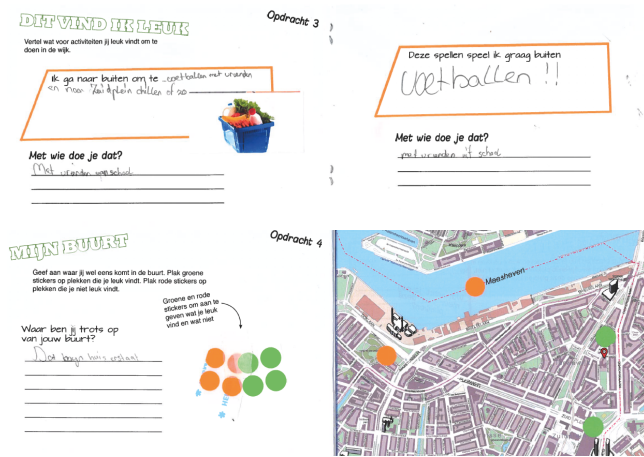 Opdracht 3
DIT VIND IK LEUK
Vertel wat voor activiteiten jij leuk vindt om te
doen in de wijk.
Ik ga naar buiten om te voetballen met vrienden
en naar Zuidplein chillen of zo
Met wie doe je dat?
Met vrienden van school
Deze spellen speel ik graag buiten
voetballen !!
Met wie doe je dat?
met vrienden uit school
Opdracht 4
MIJN BUURT
Geef aan waar jij wel eens komt in de buurt. Plak groene
stickers op plekken die je leuk vindt. Plak rode stickers op
plekken die je niet leuk vindt.
Groene en rode
stickers om aan te
geven wat je leuk
vind en wat niet
Waar ben jij trots op
van jouw buurt?
Maashaven